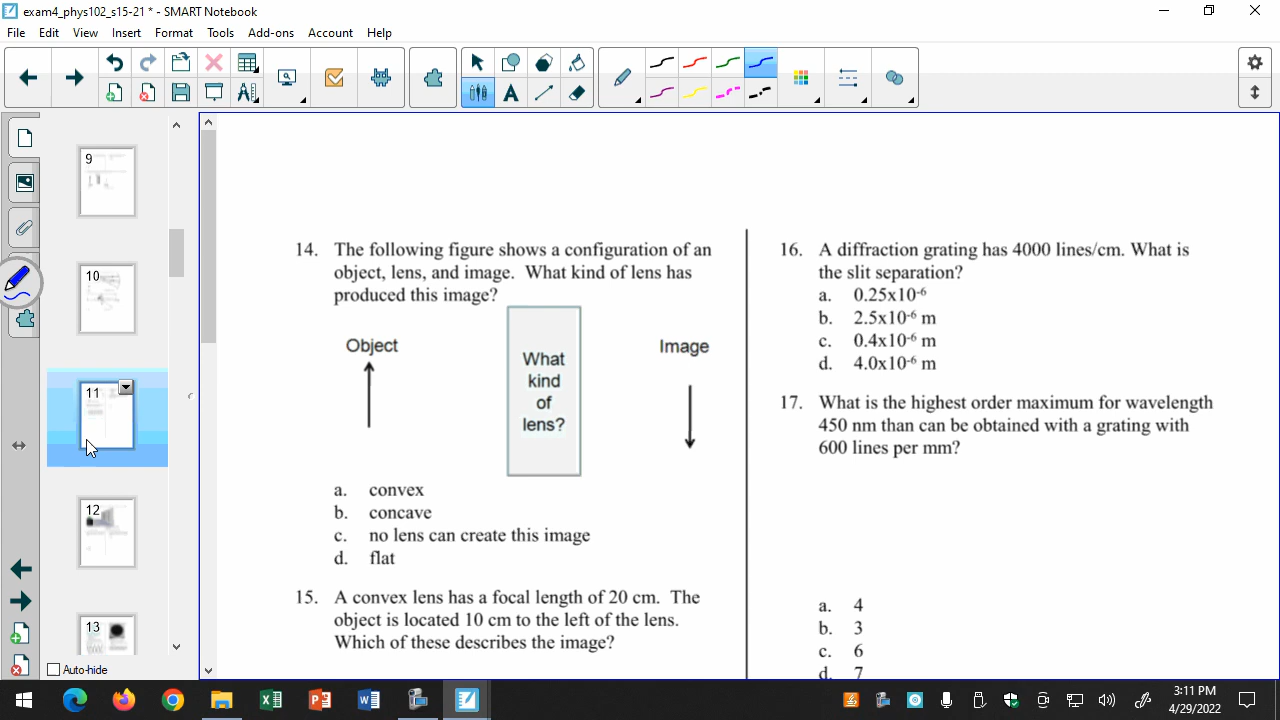 exam4_phys102_s15-21 * - SMART Notebook
File Edit View Insert Format Tools Add-ons Account Help
9
10
11
12
13
Auto-hide
14. The following figure shows a configuration of an
object, lens, and image. What kind of lens has
produced this image?
Object
What
kind
of
lens?
Image
a. convex
b. concave
c. no lens can create this image
d. flat
15. A convex lens has a focal length of 20 cm. The
object is located 10 cm to the left of the lens.
Which of these describes the image?
16. A diffraction grating has 4000 lines/cm. What is
the slit separation?
a. 0.25x10⁻⁶
b. 2.5x10⁻⁶ m
c. 0.4x10⁻⁶ m
d. 4.0x10⁻⁶ m
17. What is the highest order maximum for wavelength
450 nm than can be obtained with a grating with
600 lines per mm?
a. 4
b. 3
c. 6
d. 7
3:11 PM
4/29/2022